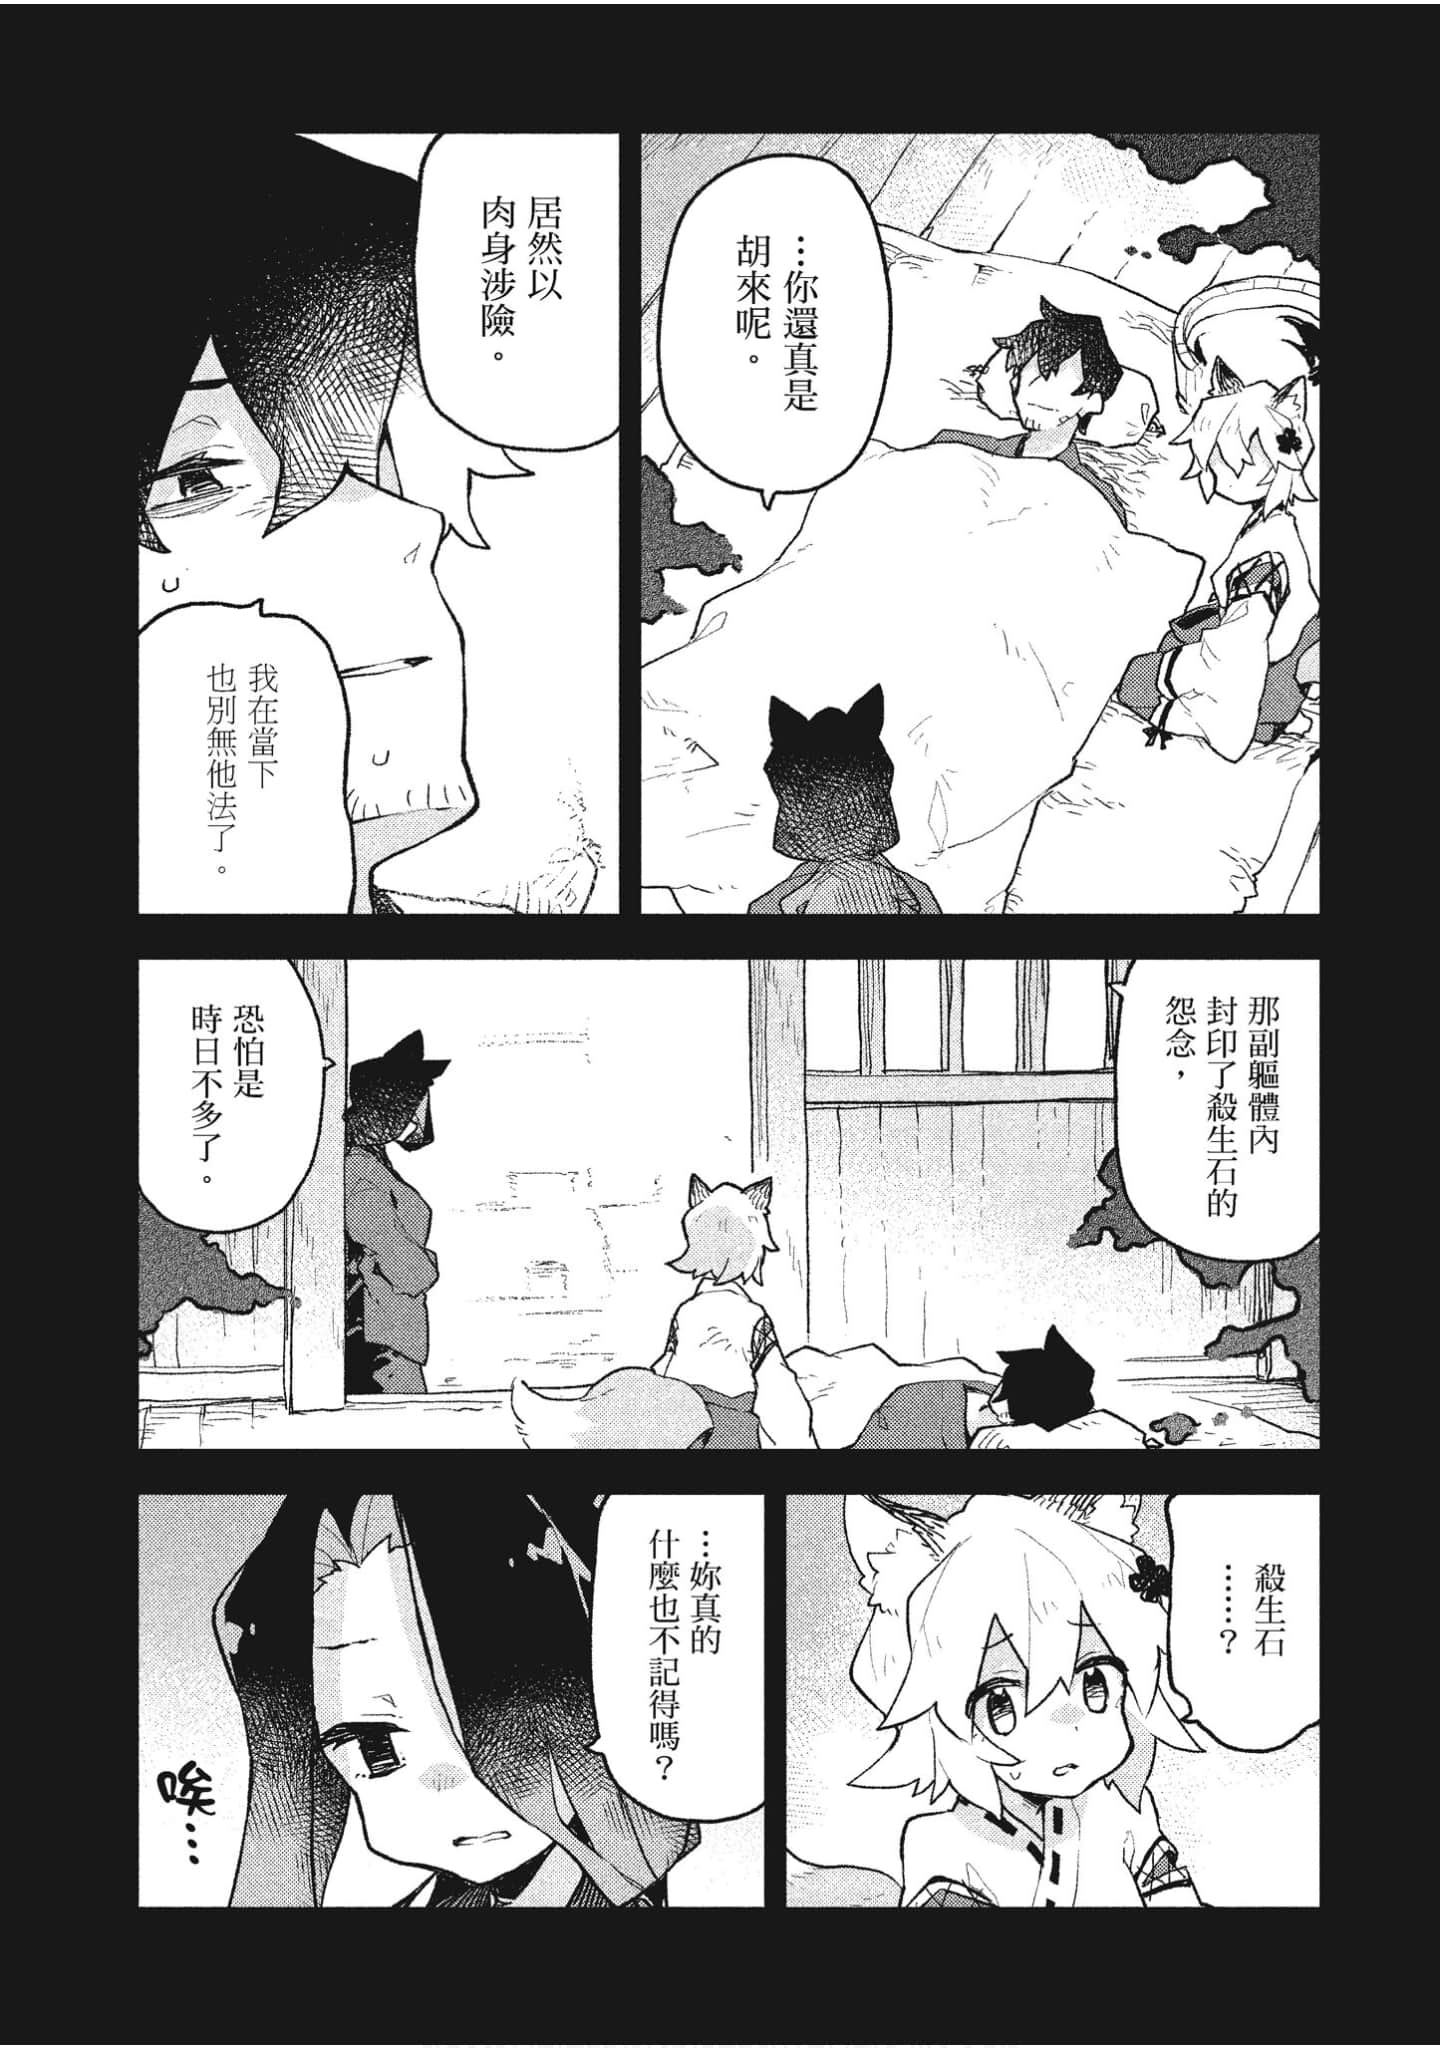 …你還真是
胡來呢。
居然以
肉身涉險。
我在當下
也別無他法了。
那副軀體內
封印了殺生石的
怨念，
恐怕是
時日不多了。
殺生石
……？
…妳真的
什麼也不記得嗎？
唉…